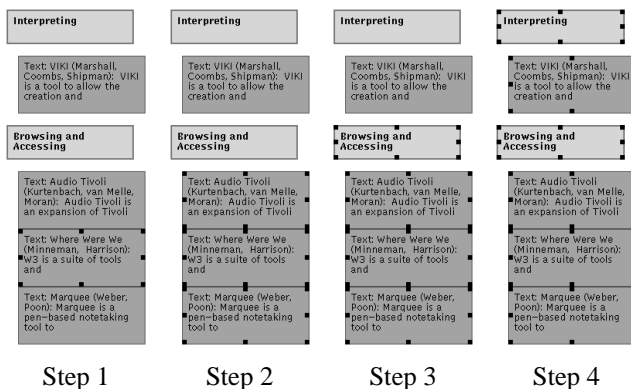 Interpreting
Text: VIKI (Marshall,
Coombs, Shipman):  VIKI
is a tool to allow the
creation and
Browsing and
Accessing
Text: Audio Tivoli
(Kurtenbach, van Melle,
Moran):  Audio Tivoli is
an expansion of Tivoli
Text: Where Were We
(Minneman,  Harrison):
W3 is a suite of tools
and
Text: Marquee (Weber,
Poon): Marquee is a
pen-based notetaking
tool to
Step 1
Interpreting
Text: VIKI (Marshall,
Coombs, Shipman):  VIKI
is a tool to allow the
creation and
Browsing and
Accessing
Text: Audio Tivoli
(Kurtenbach, van Melle,
Moran):  Audio Tivoli is
an expansion of Tivoli
Text: Where Were We
(Minneman,  Harrison):
W3 is a suite of tools
and
Text: Marquee (Weber,
Poon): Marquee is a
pen-based notetaking
tool to
Step 2
Interpreting
Text: VIKI (Marshall,
Coombs, Shipman):  VIKI
is a tool to allow the
creation and
Browsing and
Accessing
Text: Audio Tivoli
(Kurtenbach, van Melle,
Moran):  Audio Tivoli is
an expansion of Tivoli
Text: Where Were We
(Minneman,  Harrison):
W3 is a suite of tools
and
Text: Marquee (Weber,
Poon): Marquee is a
pen-based notetaking
tool to
Step 3
Interpreting
Text: VIKI (Marshall,
Coombs, Shipman):  VIKI
is a tool to allow the
creation and
Browsing and
Accessing
Text: Audio Tivoli
(Kurtenbach, van Melle,
Moran):  Audio Tivoli is
an expansion of Tivoli
Text: Where Were We
(Minneman,  Harrison):
W3 is a suite of tools
and
Text: Marquee (Weber,
Poon): Marquee is a
pen-based notetaking
tool to
Step 4